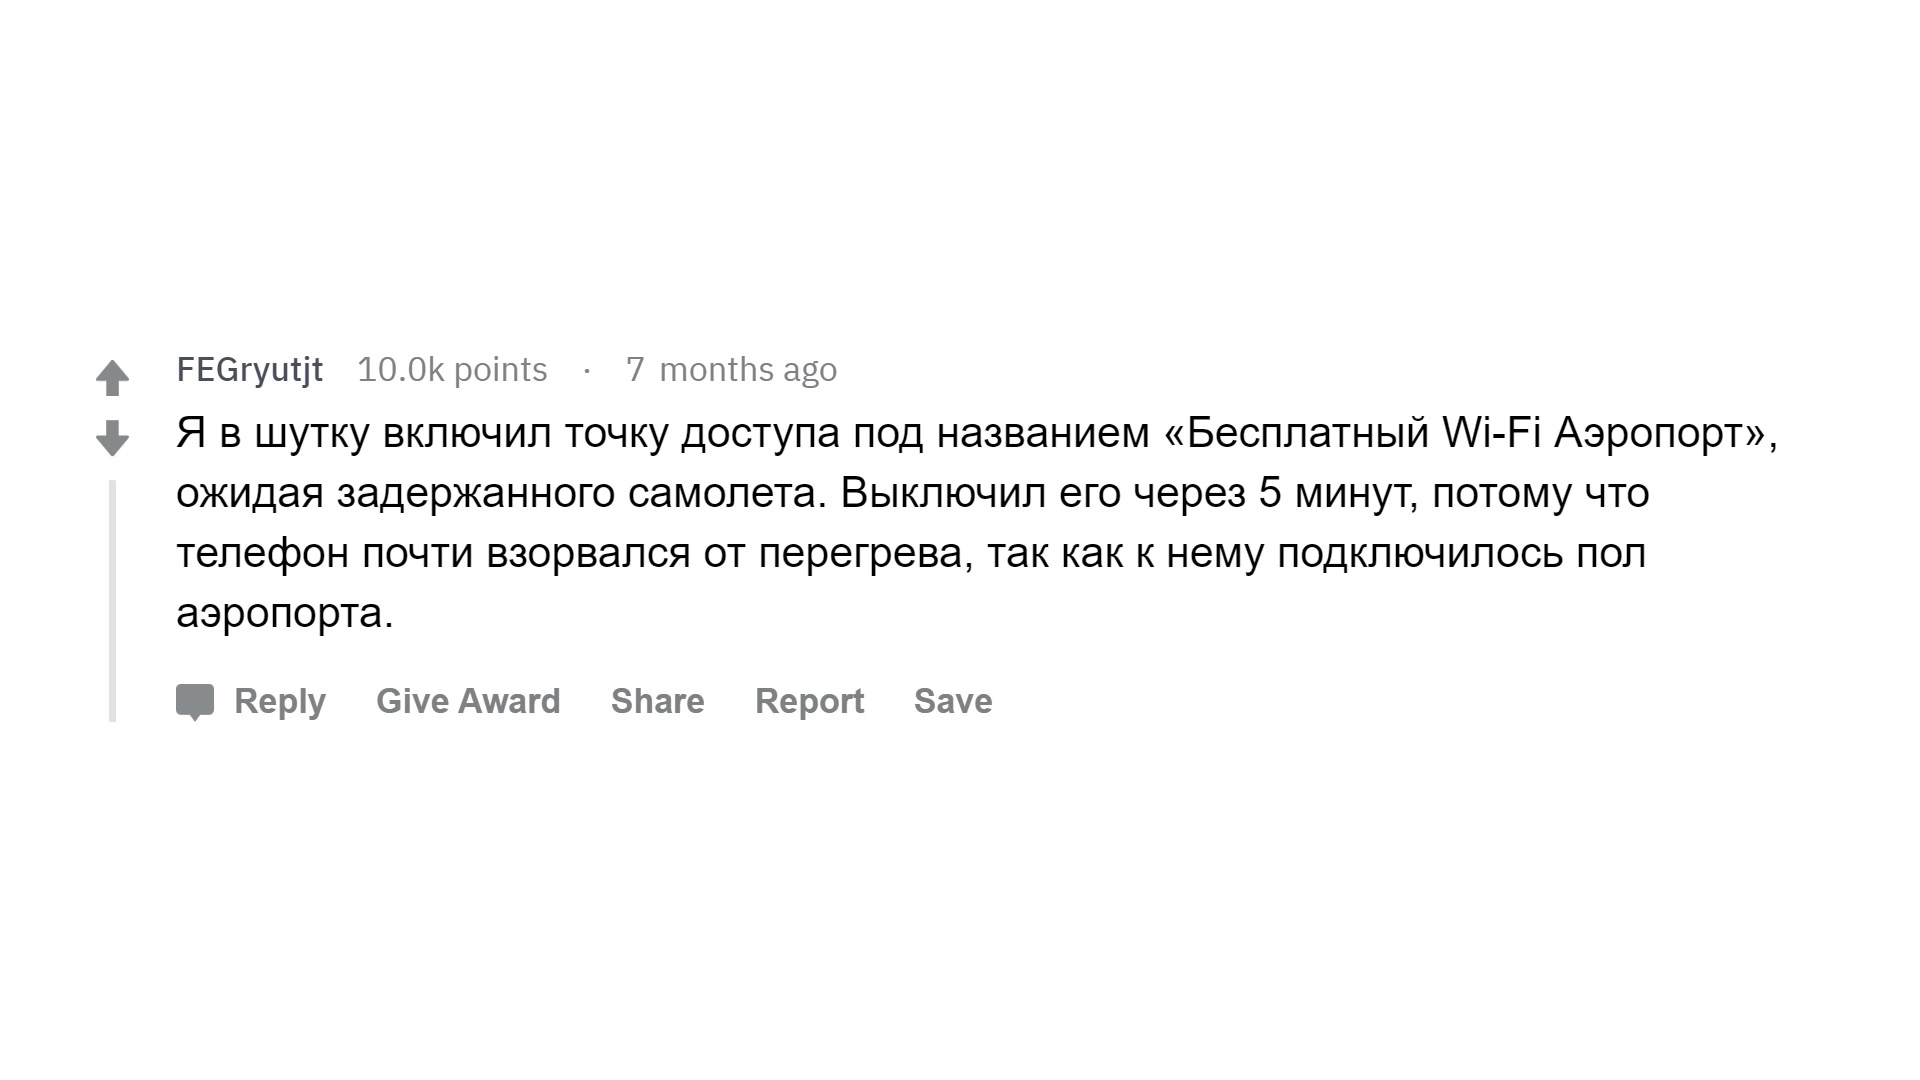 FEGryutjt 10.0k points · 7 months ago
Я в шутку включил точку доступа под названием «Бесплатный Wi-Fi Аэропорт»,
ожидая задержанного самолета. Выключил его через 5 минут, потому что
телефон почти взорвался от перегрева, так как к нему подключилось пол
аэропорта.
Reply Give Award Share Report Save